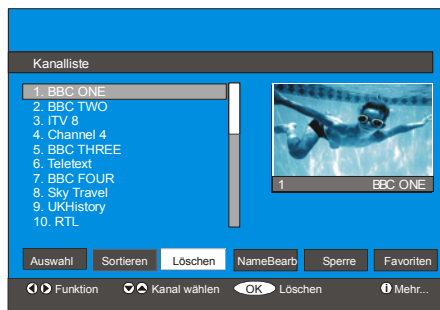 Kanalliste
1. BBC ONE
2. BBC TWO
3. ITV 8
4. Channel 4
5. BBC THREE
6. Teletext
7. BBC FOUR
8. Sky Travel
9. UKHistory
10. RTL
1 BBC ONE
Auswahl Sortieren Löschen NameBearb Sperre Favoriten
Funktion Kanal wählen OK Löschen i Mehr...